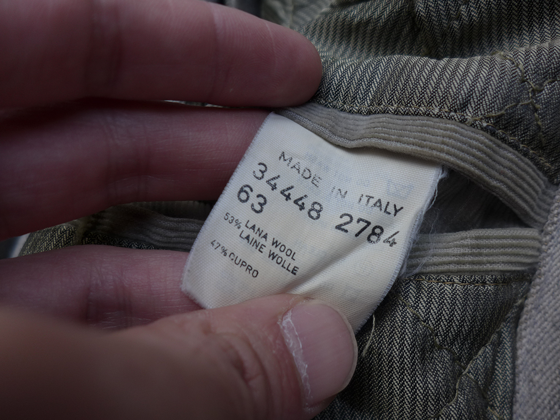 MADE IN ITALY
34448 2784
63
53% LANA WOOL
LAINE WOLLE
47% CUPRO